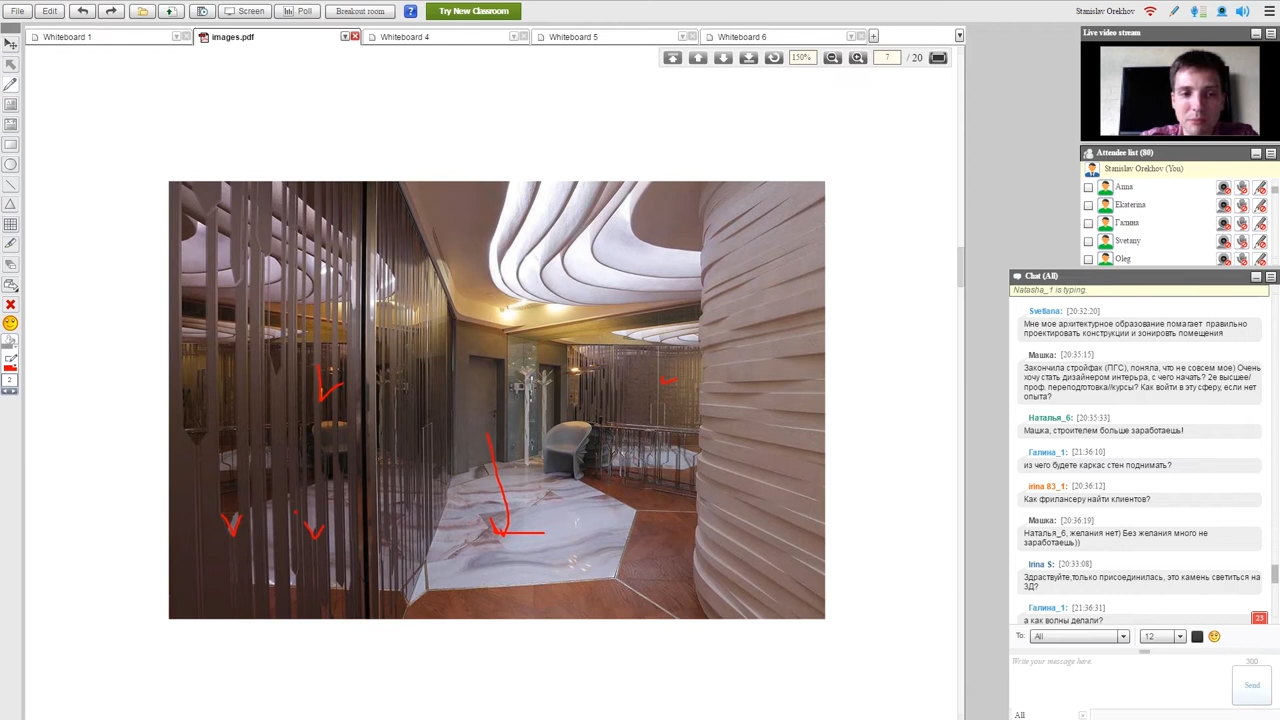 File
Edit
Screen
Poll
Breakout room
?
Try New Classroom
Stanislav Orekhov
Whiteboard 1
images.pdf
Whiteboard 4
Whiteboard 5
Whiteboard 6
150%
7
/ 20
2
Live video stream
Attendee list (80)
Stanislav Orekhov (You)
Anna
Ekaterina
Галина
Svetany
Oleg
Chat (All)
Natasha_1 is typing.
Svetlana: [20:32:20]
Мне мое архитектурное образование помагает правильно
проектировать конструкции и зонировть помещения
Машка: [20:35:15]
Закончила стройфак (ПГС), поняла, что не совсем мое) Очень
хочу стать дизайнером интерьра, с чего начать? 2е высшее/
проф. переподготовка//курсы? Как войти в эту сферу, если нет
опыта?
Наталья_6: [20:35:33]
Машка, строителем больше заработаешь!
Галина_1: [21:36:10]
из чего будете каркас стен поднимать?
irina 83_1: [20:36:12]
Как фрилансеру найти клиентов?
Машка: [20:36:19]
Наталья_6, желания нет) Без желания много не
заработаешь))
Irina S: [20:33:08]
Здраствуйте,только присоединилась, это камень светиться на
3Д?
Галина_1: [21:36:31]
а как волны делали?
23
To:
All
12
Write your message here.
300
Send
All